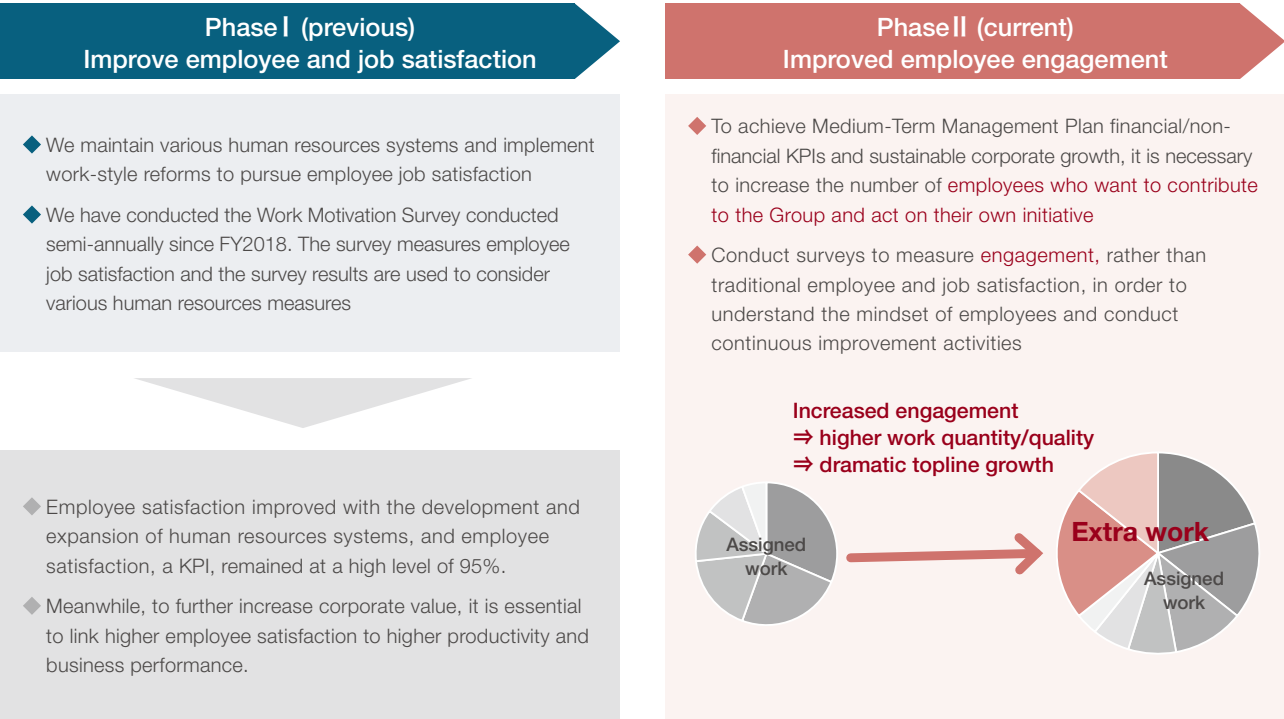 Phase Ⅰ (previous)
Improve employee and job satisfaction
◆ We maintain various human resources systems and implement
work-style reforms to pursue employee job satisfaction
◆ We have conducted the Work Motivation Survey conducted
semi-annually since FY2018. The survey measures employee
job satisfaction and the survey results are used to consider
various human resources measures
◆ Employee satisfaction improved with the development and
expansion of human resources systems, and employee
satisfaction, a KPI, remained at a high level of 95%.
◆ Meanwhile, to further increase corporate value, it is essential
to link higher employee satisfaction to higher productivity and
business performance.
Phase Ⅱ (current)
Improved employee engagement
◆ To achieve Medium-Term Management Plan financial/non-
financial KPIs and sustainable corporate growth, it is necessary
to increase the number of employees who want to contribute
to the Group and act on their own initiative
◆ Conduct surveys to measure engagement, rather than
traditional employee and job satisfaction, in order to
understand the mindset of employees and conduct
continuous improvement activities
Increased engagement
⇒ higher work quantity/quality
⇒ dramatic topline growth
Assigned
work
Extra work
Assigned
work